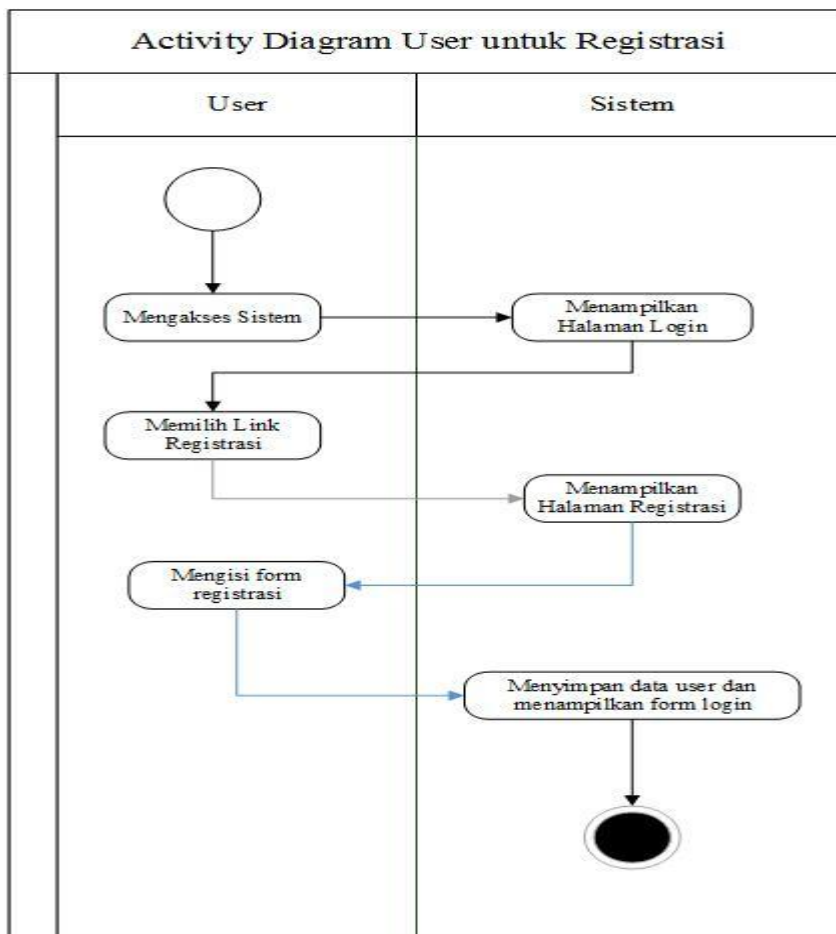 Activity Diagram User untuk Registrasi
User
Sistem
Mengakses Sistem
Menampilkan
Halaman Login
Memilih Link
Registrasi
Menampilkan
Halaman Registrasi
Mengisi form
registrasi
Menyimpan data user dan
menampilkan form login